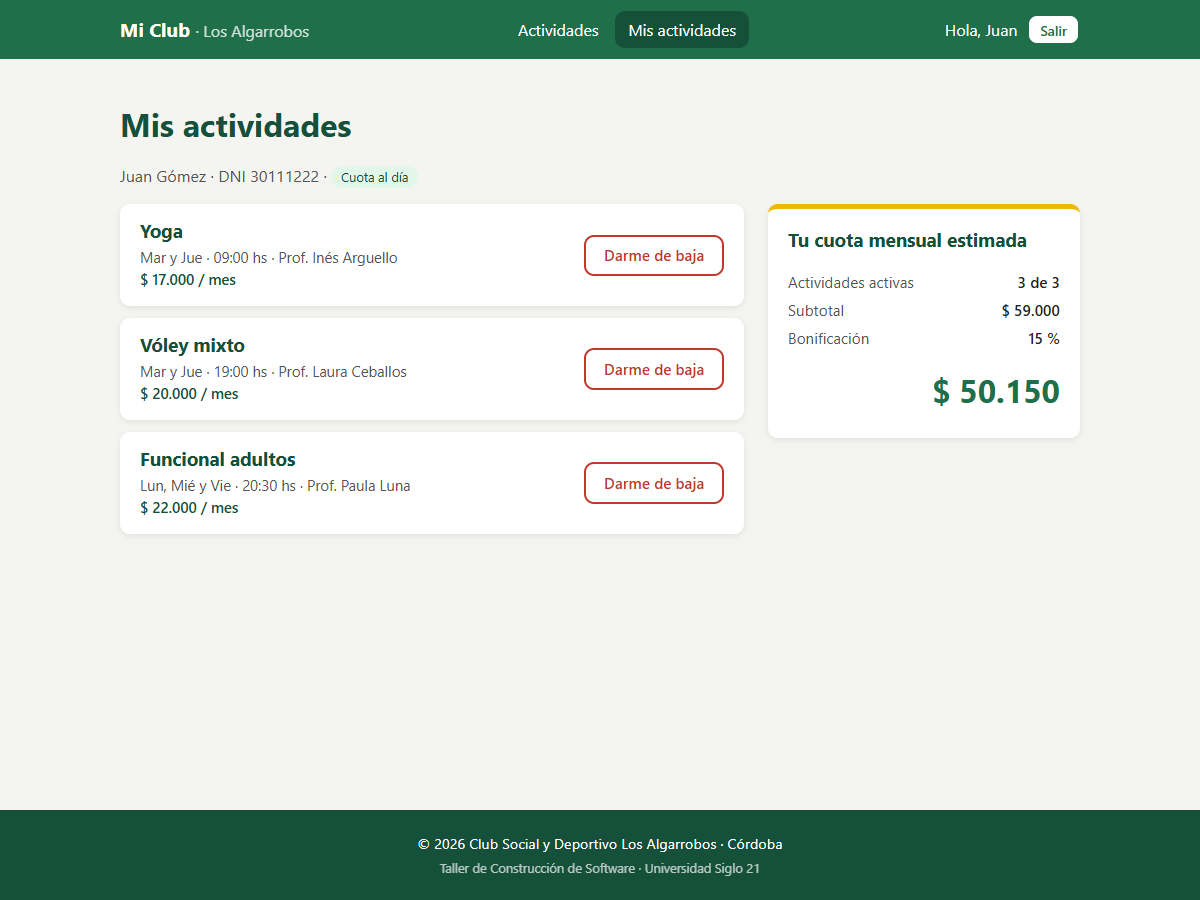 Mi Club · Los Algarrobos
Actividades
Mis actividades
Hola, Juan
Salir
Mis actividades
Juan Gómez · DNI 30111222 · Cuota al día
Yoga
Mar y Jue · 09:00 hs · Prof. Inés Arguello
$ 17.000 / mes
Darme de baja
Vóley mixto
Mar y Jue · 19:00 hs · Prof. Laura Ceballos
$ 20.000 / mes
Darme de baja
Funcional adultos
Lun, Mié y Vie · 20:30 hs · Prof. Paula Luna
$ 22.000 / mes
Darme de baja
Tu cuota mensual estimada
Actividades activas 3 de 3
Subtotal $ 59.000
Bonificación 15 %
$ 50.150
© 2026 Club Social y Deportivo Los Algarrobos · Córdoba
Taller de Construcción de Software · Universidad Siglo 21